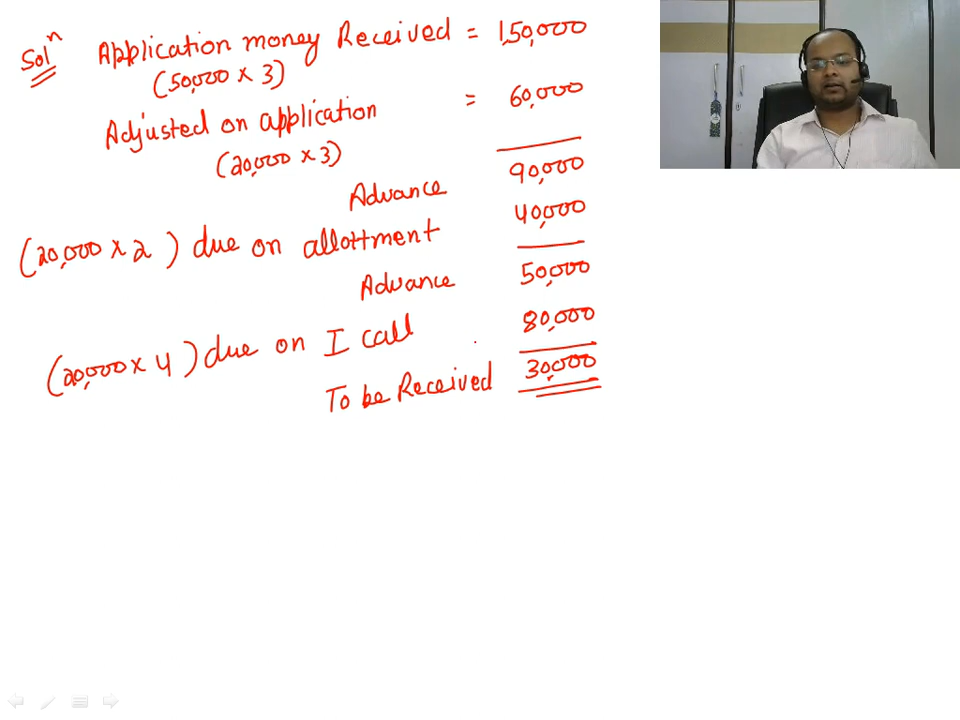 Solⁿ Application money Received = 1,50,000
(50,000 × 3)
Adjusted on application = 60,000
(20,000 × 3)
Advance 90,000
(20,000 × 2) due on allottment 40,000
Advance 50,000
(20,000 × 4) due on I call 80,000
To be Received 30,000